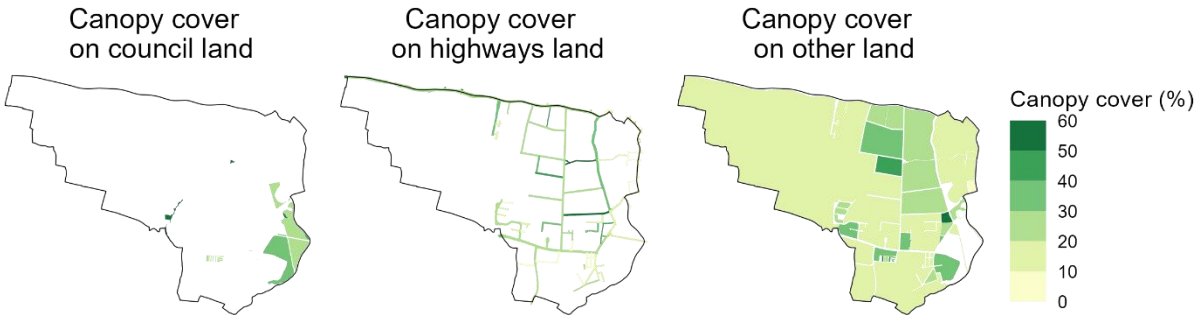 Canopy cover
on council land
Canopy cover
on highways land
Canopy cover
on other land
Canopy cover (%)
60
50
40
30
20
10
0